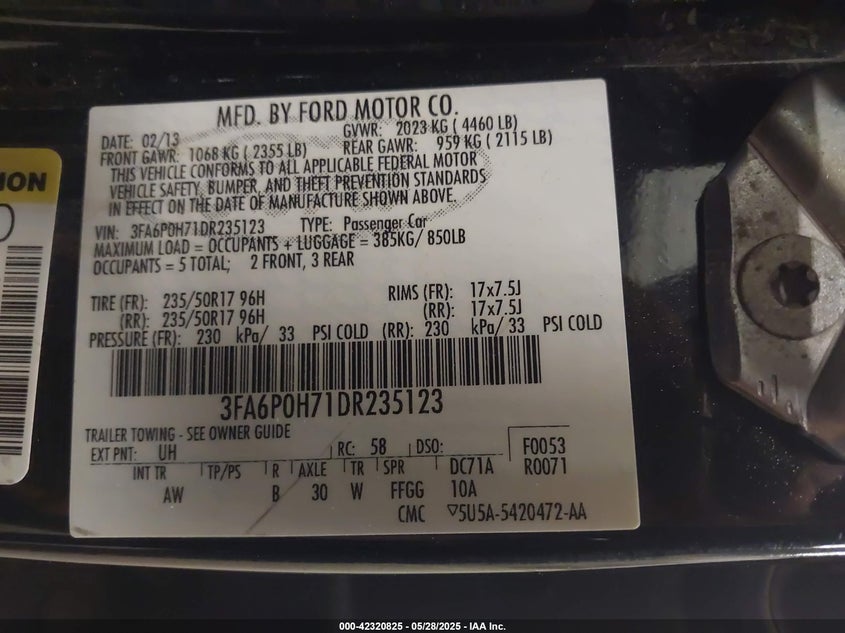 MFD. BY FORD MOTOR CO.
DATE: 02/13 GVWR: 2023 KG ( 4460 LB)
FRONT GAWR: 1068 KG ( 2355 LB) REAR GAWR: 959 KG ( 2115 LB)
THIS VEHICLE CONFORMS TO ALL APPLICABLE FEDERAL MOTOR
VEHICLE SAFETY, BUMPER, AND THEFT PREVENTION STANDARDS
IN EFFECT ON THE DATE OF MANUFACTURE SHOWN ABOVE.
VIN: 3FA6P0H71DR235123 TYPE: Passenger Car
MAXIMUM LOAD = OCCUPANTS + LUGGAGE = 385KG/ 850LB
OCCUPANTS = 5 TOTAL; 2 FRONT, 3 REAR
TIRE (FR): 235/50R17 96H RIMS (FR): 17x7.5J
(RR): 235/50R17 96H (RR): 17x7.5J
PRESSURE (FR): 230 kPa/ 33 PSI COLD (RR): 230 kPa/ 33 PSI COLD
3FA6P0H71DR235123
TRAILER TOWING - SEE OWNER GUIDE
EXT PNT: UH RC: 58 DSO: F0053
INT TR TP/PS R AXLE TR SPR DC71A R0071
AW B 30 W FFGG 10A
CMC ▽5U5A-5420472-AA
ION
000-42320825 - 05/28/2025 - IAA Inc.